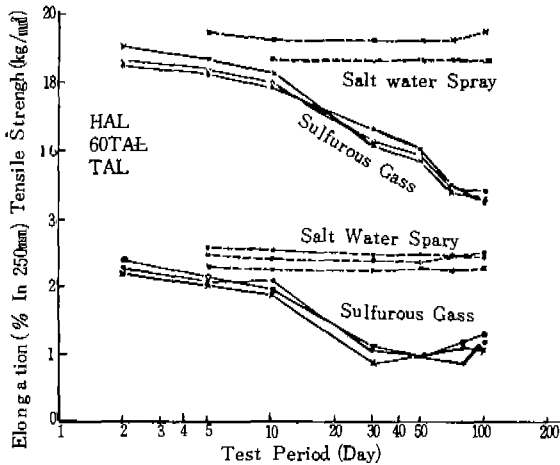 Elongation (% In 250mm) Tensile Strengh (kg/mm²)
18
16
3
2
1
0
Salt water Spray
Sulfurous Gass
HAL
60TAL
TAL
Salt Water Spary
Sulfurous Gass
1 2 3 4 5 10 20 30 40 50 100 200
Test Period (Day)